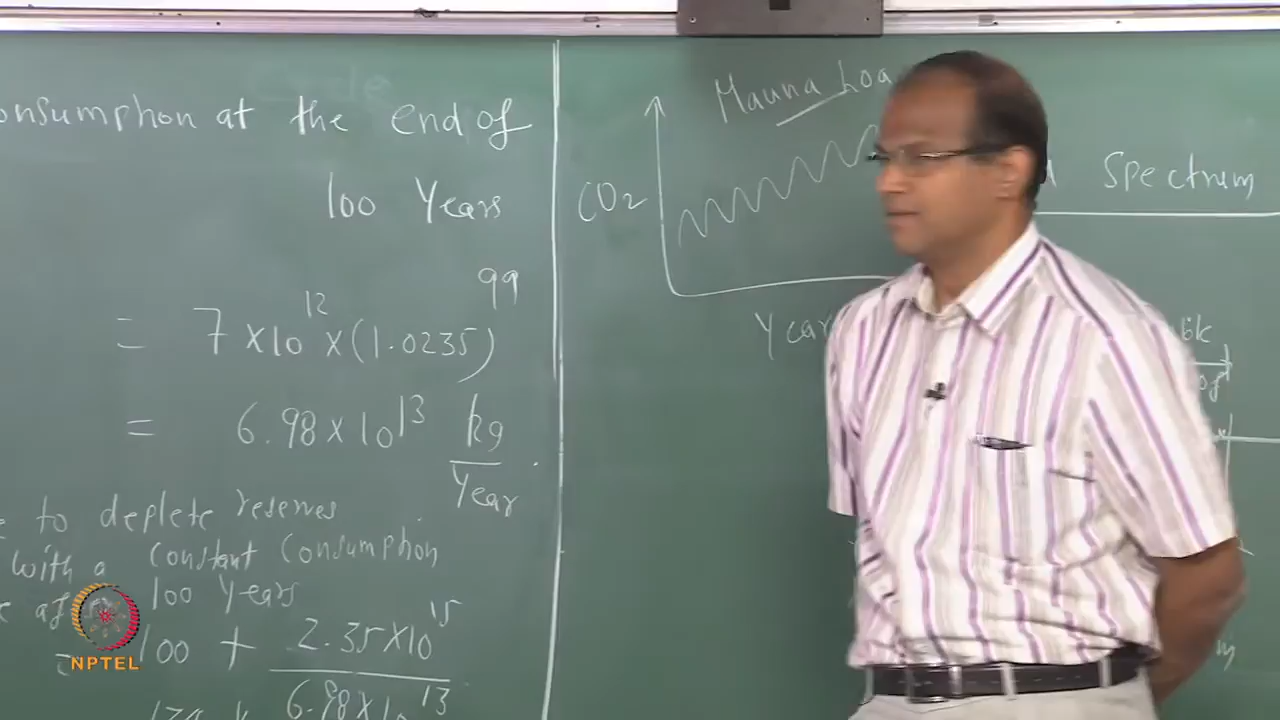 onsumption at the end of
100 Years
= 7 × 10^12 × (1.0235)^99
= 6.98 × 10^13 kg/Year
e to deplete reserves
with a constant consumption
100 Years
= 100 + 2.35×10^15
6.98×10^13
Mauna Loa
CO2
Year
Spectrum
NPTEL